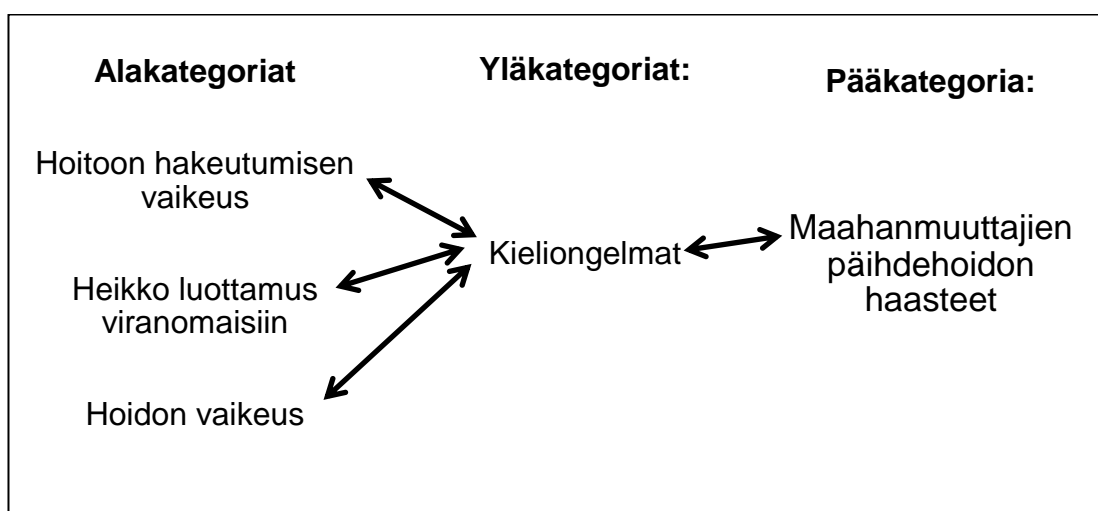 Alakategoriat
Hoitoon hakeutumisen
vaikeus
Heikko luottamus
viranomaisiin
Hoidon vaikeus
Yläkategoriat:
Kieliongelmat
Pääkategoria:
Maahanmuuttajien
päihdehoidon
haasteet